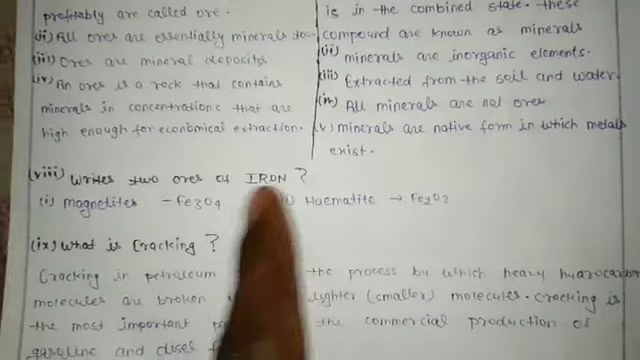 profitably are called ore.
(ii) All ores are essentially minerals too
(iii) Ores are mineral deposits
(iv) An ores is a rock that contains
minerals in concentrations that are
high enough for economical extraction.
is in the combined state. these
compound are known as minerals
(ii) minerals are inorganic elements.
(iii) Extracted from the soil and water.
(iv) All minerals are not ores
(v) minerals are native form in which metals
exist.
(viii) Writes two ores of IRON ?
(i) magnetites - Fe3O4 Haematite → Fe2O3
(ix) What is Cracking ?
Cracking in petroleum the process by which heavy hydrocarbon
molecules are broken lighter (smaller) molecules. cracking is
the most important the commercial production of
gasoline and disel